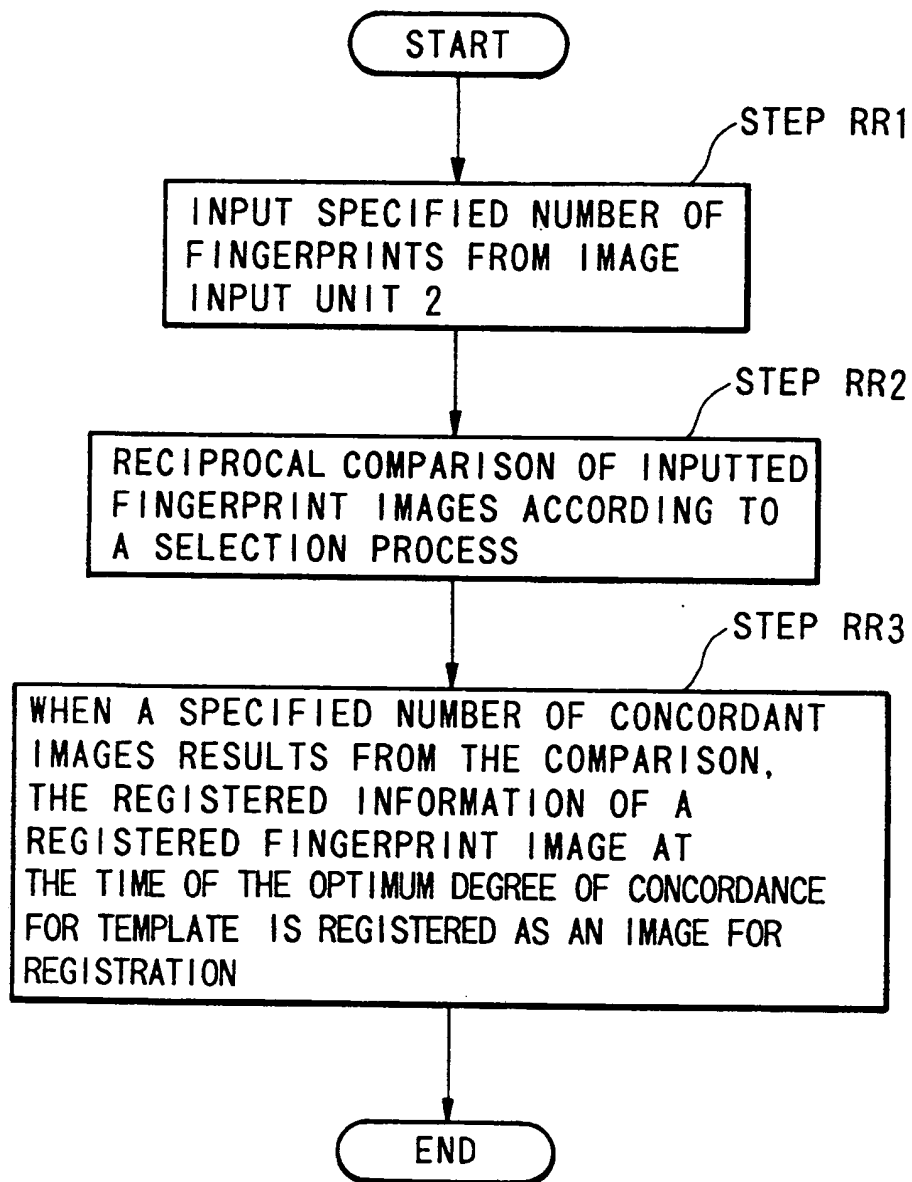 START
STEP RR1
INPUT SPECIFIED NUMBER OF
FINGERPRINTS FROM IMAGE
INPUT UNIT 2
STEP RR2
RECIPROCAL COMPARISON OF INPUTTED
FINGERPRINT IMAGES ACCORDING TO
A SELECTION PROCESS
STEP RR3
WHEN A SPECIFIED NUMBER OF CONCORDANT
IMAGES RESULTS FROM THE COMPARISON,
THE REGISTERED INFORMATION OF A
REGISTERED FINGERPRINT IMAGE AT
THE TIME OF THE OPTIMUM DEGREE OF CONCORDANCE
FOR TEMPLATE IS REGISTERED AS AN IMAGE FOR
REGISTRATION
END